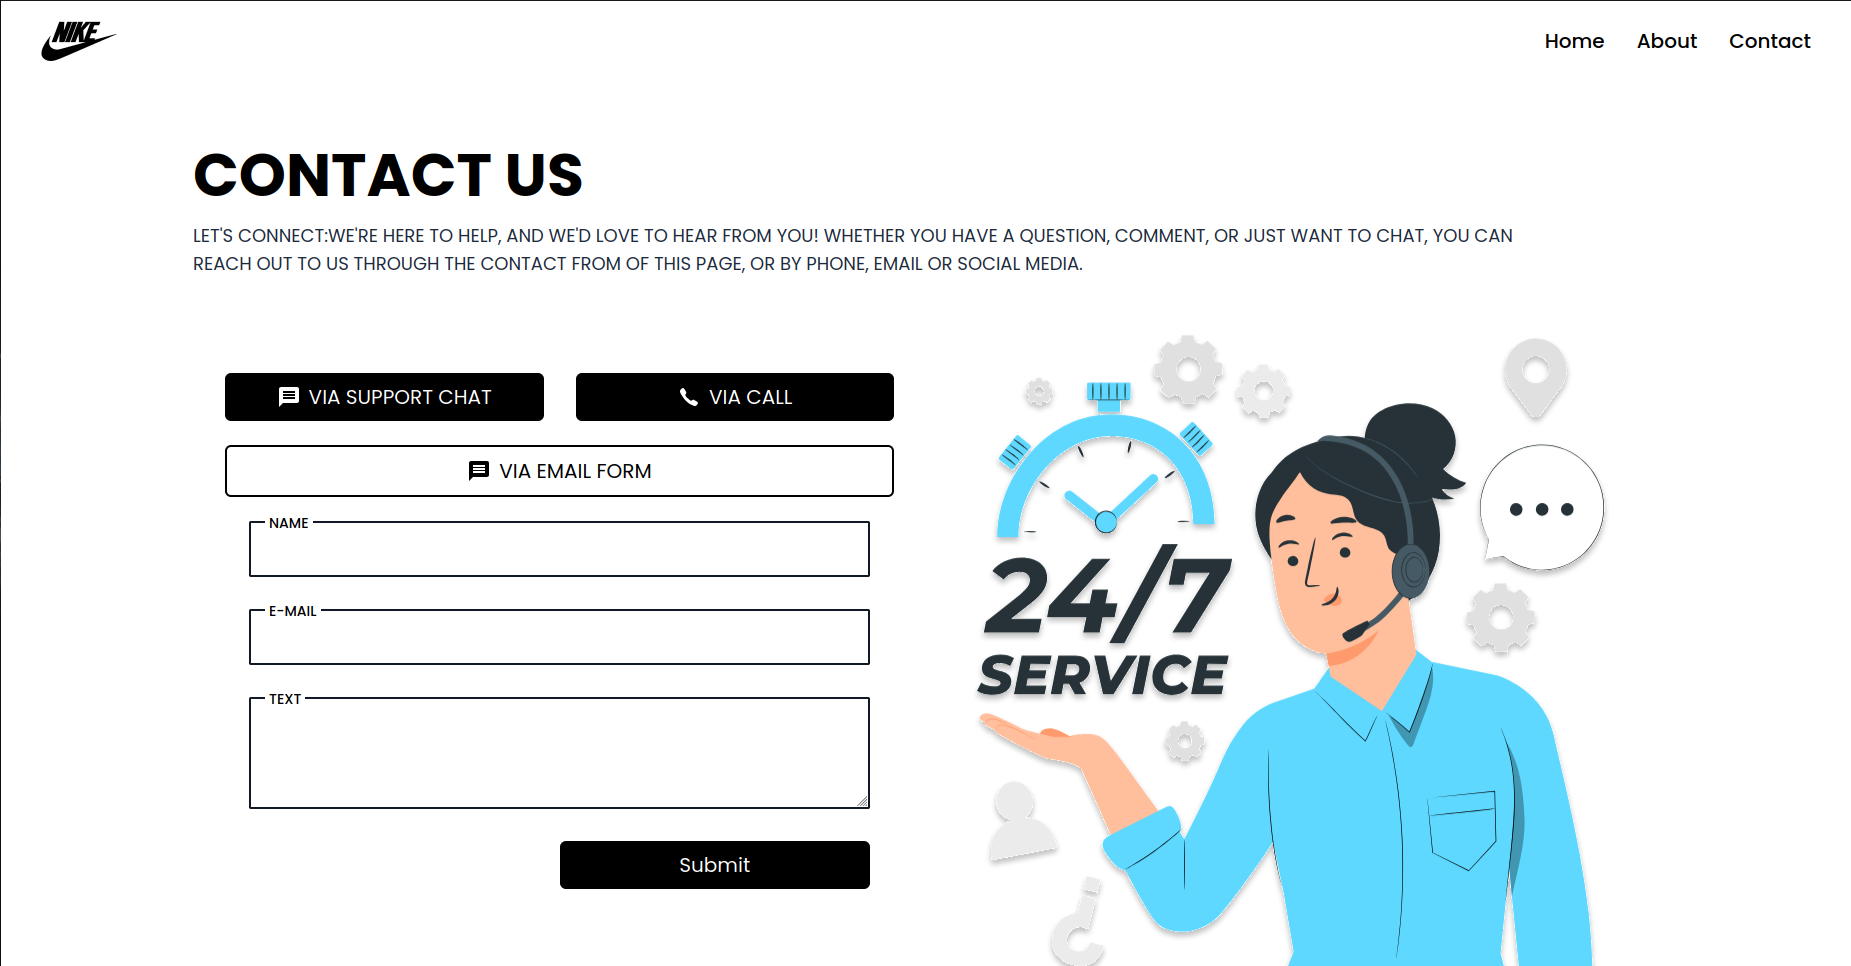 NIKE
Home About Contact
CONTACT US
LET'S CONNECT:WE'RE HERE TO HELP, AND WE'D LOVE TO HEAR FROM YOU! WHETHER YOU HAVE A QUESTION, COMMENT, OR JUST WANT TO CHAT, YOU CAN
REACH OUT TO US THROUGH THE CONTACT FROM OF THIS PAGE, OR BY PHONE, EMAIL OR SOCIAL MEDIA.
VIA SUPPORT CHAT
VIA CALL
VIA EMAIL FORM
NAME
E-MAIL
TEXT
Submit
24/7
SERVICE